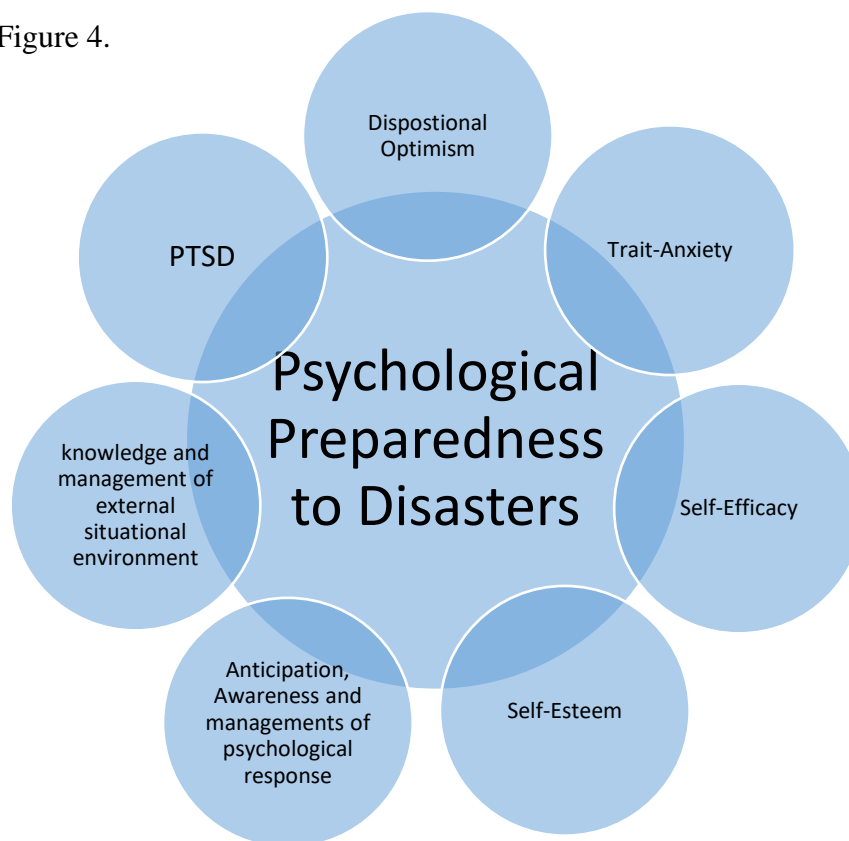 Figure 4.
Dispostional
Optimism
Trait-Anxiety
PTSD
Psychological
Preparedness
to Disasters
knowledge and
management of
external
situational
environment
Self-Efficacy
Anticipation,
Awareness and
managements of
psychological
response
Self-Esteem